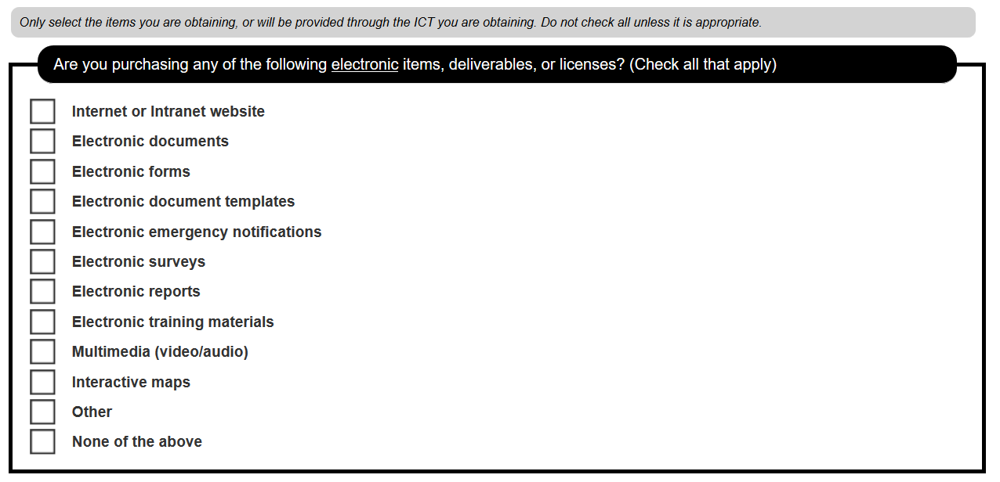 Only select the items you are obtaining, or will be provided through the ICT you are obtaining. Do not check all unless it is appropriate.
Are you purchasing any of the following electronic items, deliverables, or licenses? (Check all that apply)
Internet or Intranet website
Electronic documents
Electronic forms
Electronic document templates
Electronic emergency notifications
Electronic surveys
Electronic reports
Electronic training materials
Multimedia (video/audio)
Interactive maps
Other
None of the above